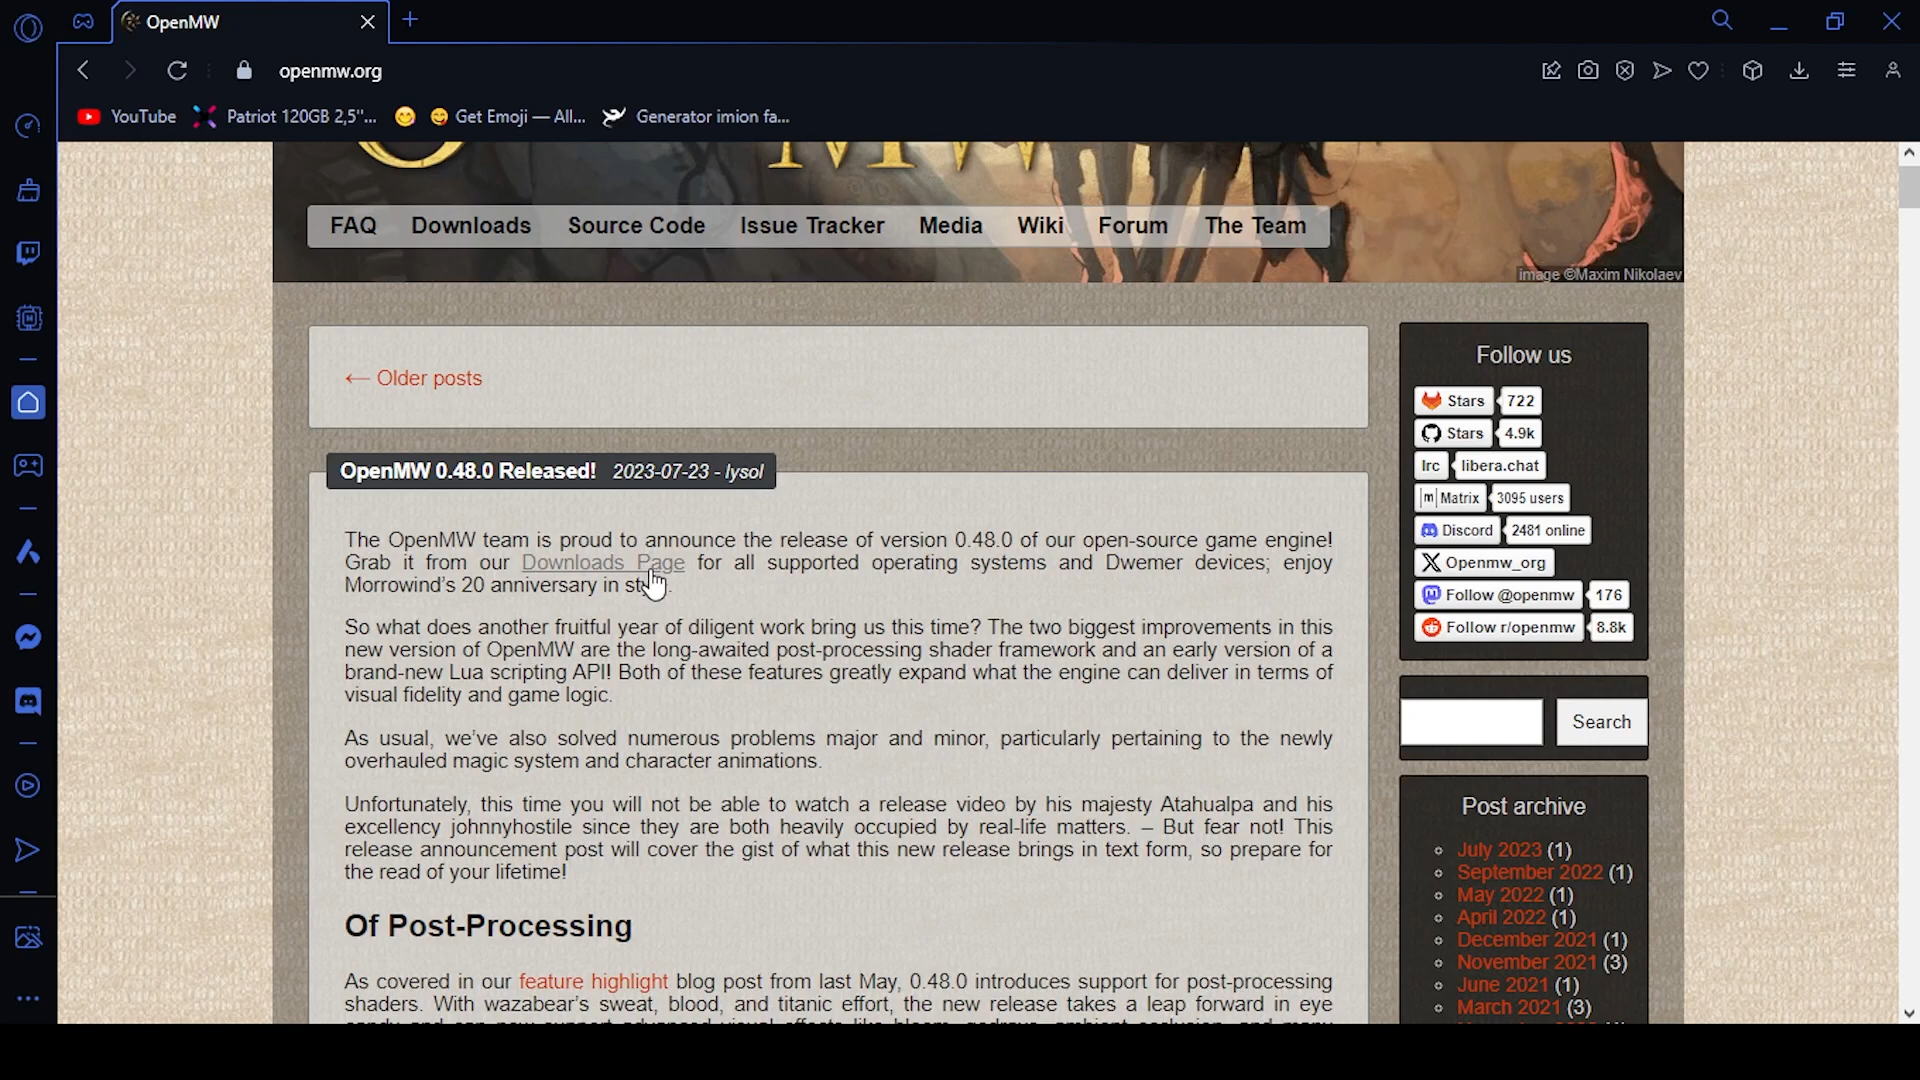 OpenMW
openmw.org
YouTube Patriot 120GB 2,5"... Get Emoji — All... Generator imion fa...
FAQ Downloads Source Code Issue Tracker Media Wiki Forum The Team
image ©Maxim Nikolaev
← Older posts
OpenMW 0.48.0 Released! 2023-07-23 - lysol
The OpenMW team is proud to announce the release of version 0.48.0 of our open-source game engine!
Grab it from our Downloads Page for all supported operating systems and Dwemer devices; enjoy
Morrowind's 20 anniversary in
So what does another fruitful year of diligent work bring us this time? The two biggest improvements in this
new version of OpenMW are the long-awaited post-processing shader framework and an early version of a
brand-new Lua scripting API! Both of these features greatly expand what the engine can deliver in terms of
visual fidelity and game logic.
As usual, we've also solved numerous problems major and minor, particularly pertaining to the newly
overhauled magic system and character animations.
Unfortunately, this time you will not be able to watch a release video by his majesty Atahualpa and his
excellency johnnyhostile since they are both heavily occupied by real-life matters. – But fear not! This
release announcement post will cover the gist of what this new release brings in text form, so prepare for
the read of your lifetime!
Of Post-Processing
As covered in our feature highlight blog post from last May, 0.48.0 introduces support for post-processing
shaders. With wazabear's sweat, blood, and titanic effort, the new release takes a leap forward in eye
Follow us
Stars 722
Stars 4.9k
Irc libera.chat
[m] Matrix 3095 users
Discord 2481 online
X Openmw_org
Follow @openmw 176
Follow r/openmw 8.8k
Search
Post archive
July 2023 (1)
September 2022 (1)
May 2022 (1)
April 2022 (1)
December 2021 (1)
November 2021 (3)
June 2021 (1)
March 2021 (3)